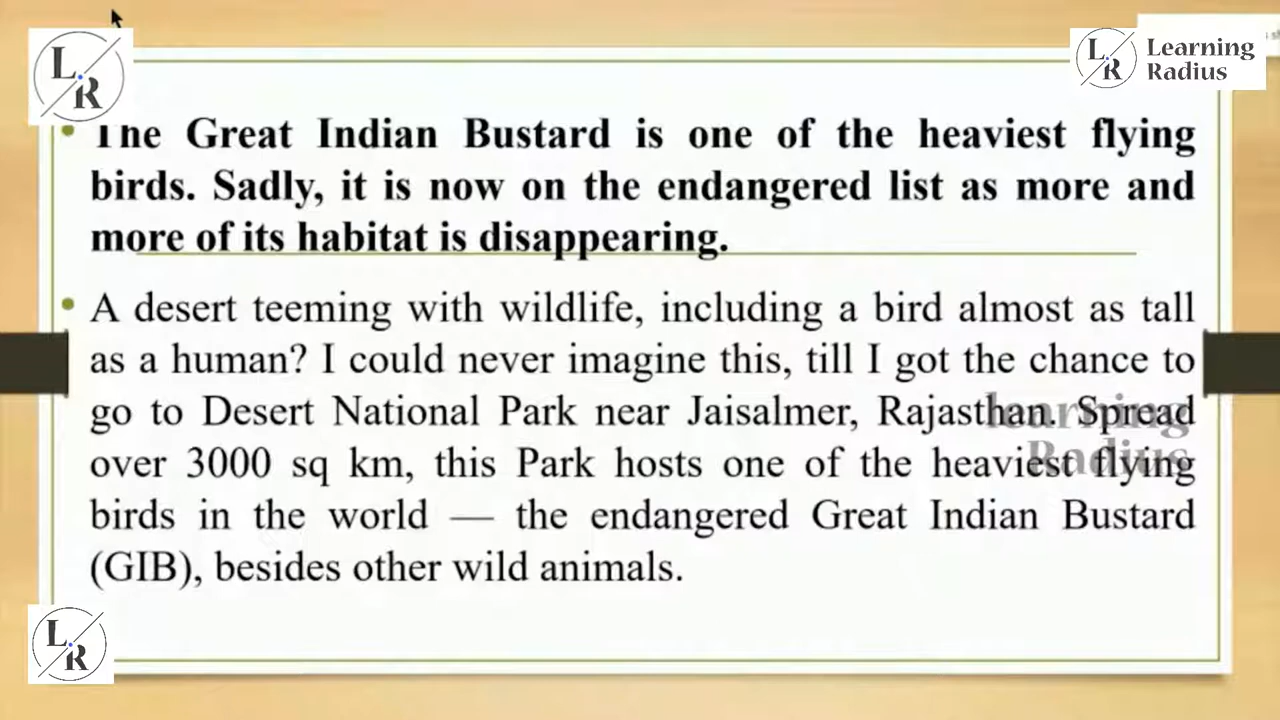 L
R
Learning
Radius
• The Great Indian Bustard is one of the heaviest flying
birds. Sadly, it is now on the endangered list as more and
more of its habitat is disappearing.
• A desert teeming with wildlife, including a bird almost as tall
as a human? I could never imagine this, till I got the chance to
go to Desert National Park near Jaisalmer, Rajasthan. Spread
over 3000 sq km, this Park hosts one of the heaviest flying
birds in the world — the endangered Great Indian Bustard
(GIB), besides other wild animals.
learning
Radius
L
R